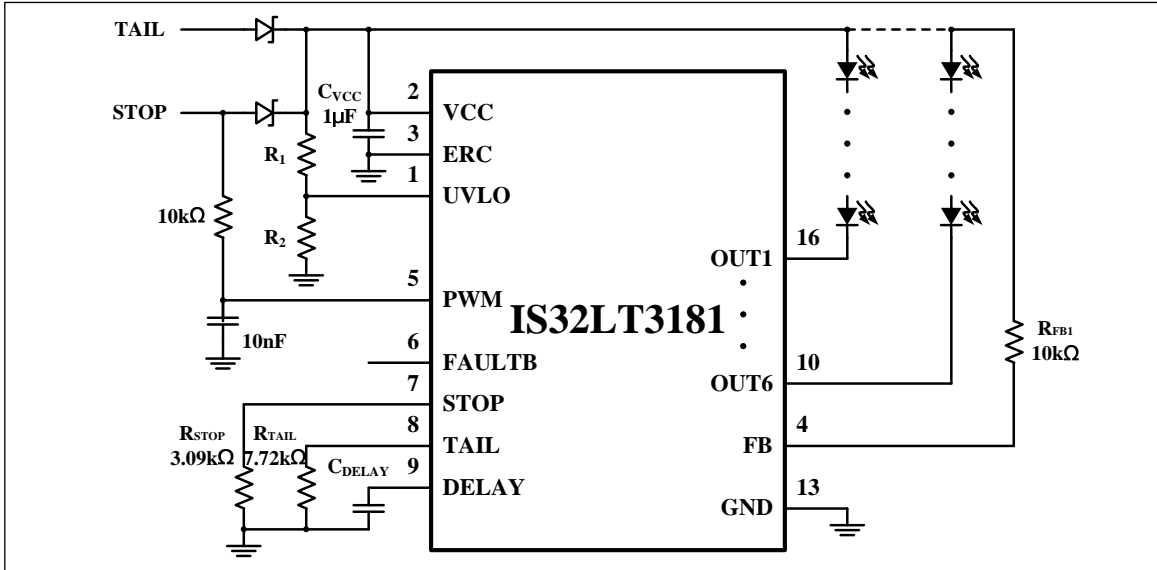 TAIL
STOP
CVCC
1μF
2
VCC
3
ERC
R1
1
UVLO
10kΩ
R2
16
OUT1
5
PWM
IS32LT3181
10nF
6
FAULTB
RFB1
10kΩ
10
OUT6
7
STOP
RSTOP
3.09kΩ
RTAIL
7.72kΩ
8
TAIL
4
FB
CDELAY
9
DELAY
13
GND